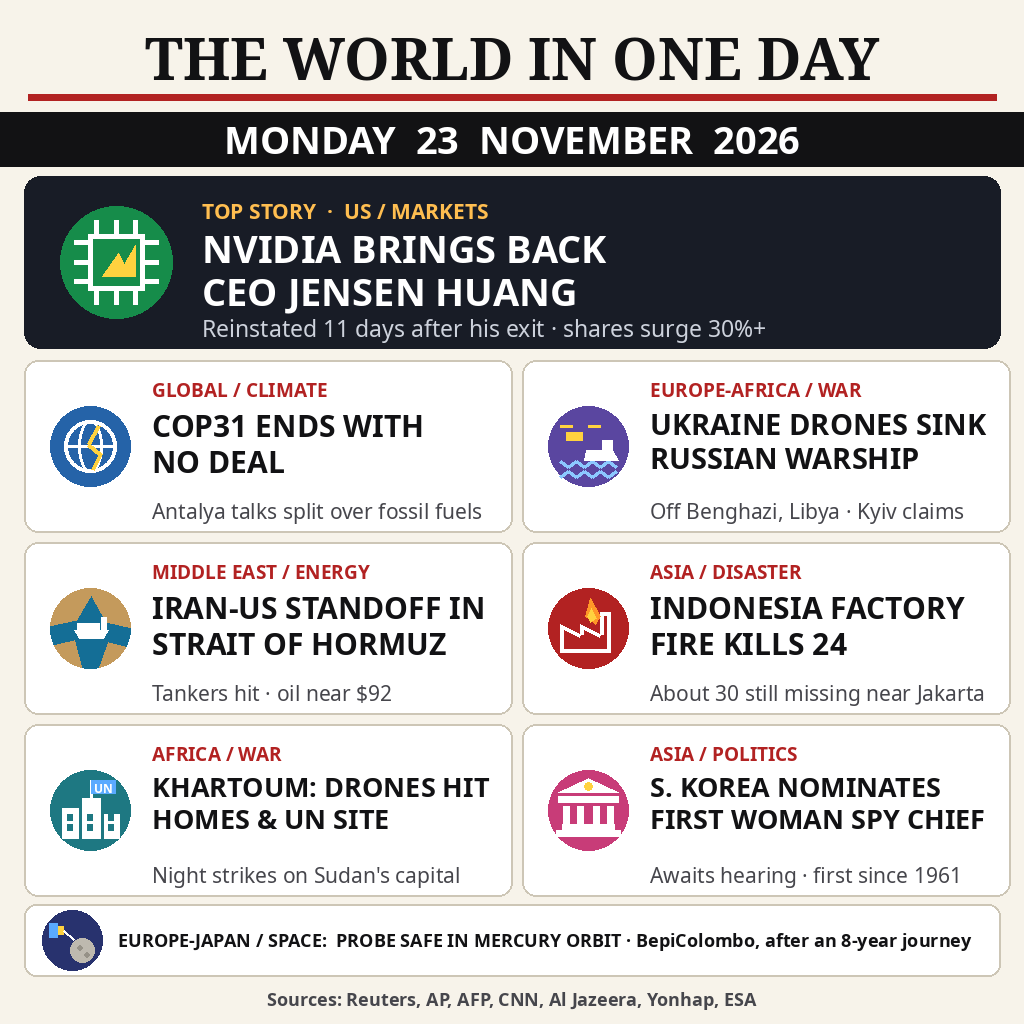 THE WORLD IN ONE DAY
MONDAY 23 NOVEMBER 2026
TOP STORY · US / MARKETS
NVIDIA BRINGS BACK
CEO JENSEN HUANG
Reinstated 11 days after his exit · shares surge 30%+
GLOBAL / CLIMATE
COP31 ENDS WITH
NO DEAL
Antalya talks split over fossil fuels
EUROPE-AFRICA / WAR
UKRAINE DRONES SINK
RUSSIAN WARSHIP
Off Benghazi, Libya · Kyiv claims
MIDDLE EAST / ENERGY
IRAN-US STANDOFF IN
STRAIT OF HORMUZ
Tankers hit · oil near $92
ASIA / DISASTER
INDONESIA FACTORY
FIRE KILLS 24
About 30 still missing near Jakarta
AFRICA / WAR
UN
KHARTOUM: DRONES HIT
HOMES & UN SITE
Night strikes on Sudan's capital
ASIA / POLITICS
S. KOREA NOMINATES
FIRST WOMAN SPY CHIEF
Awaits hearing · first since 1961
EUROPE-JAPAN / SPACE: PROBE SAFE IN MERCURY ORBIT · BepiColombo, after an 8-year journey
Sources: Reuters, AP, AFP, CNN, Al Jazeera, Yonhap, ESA